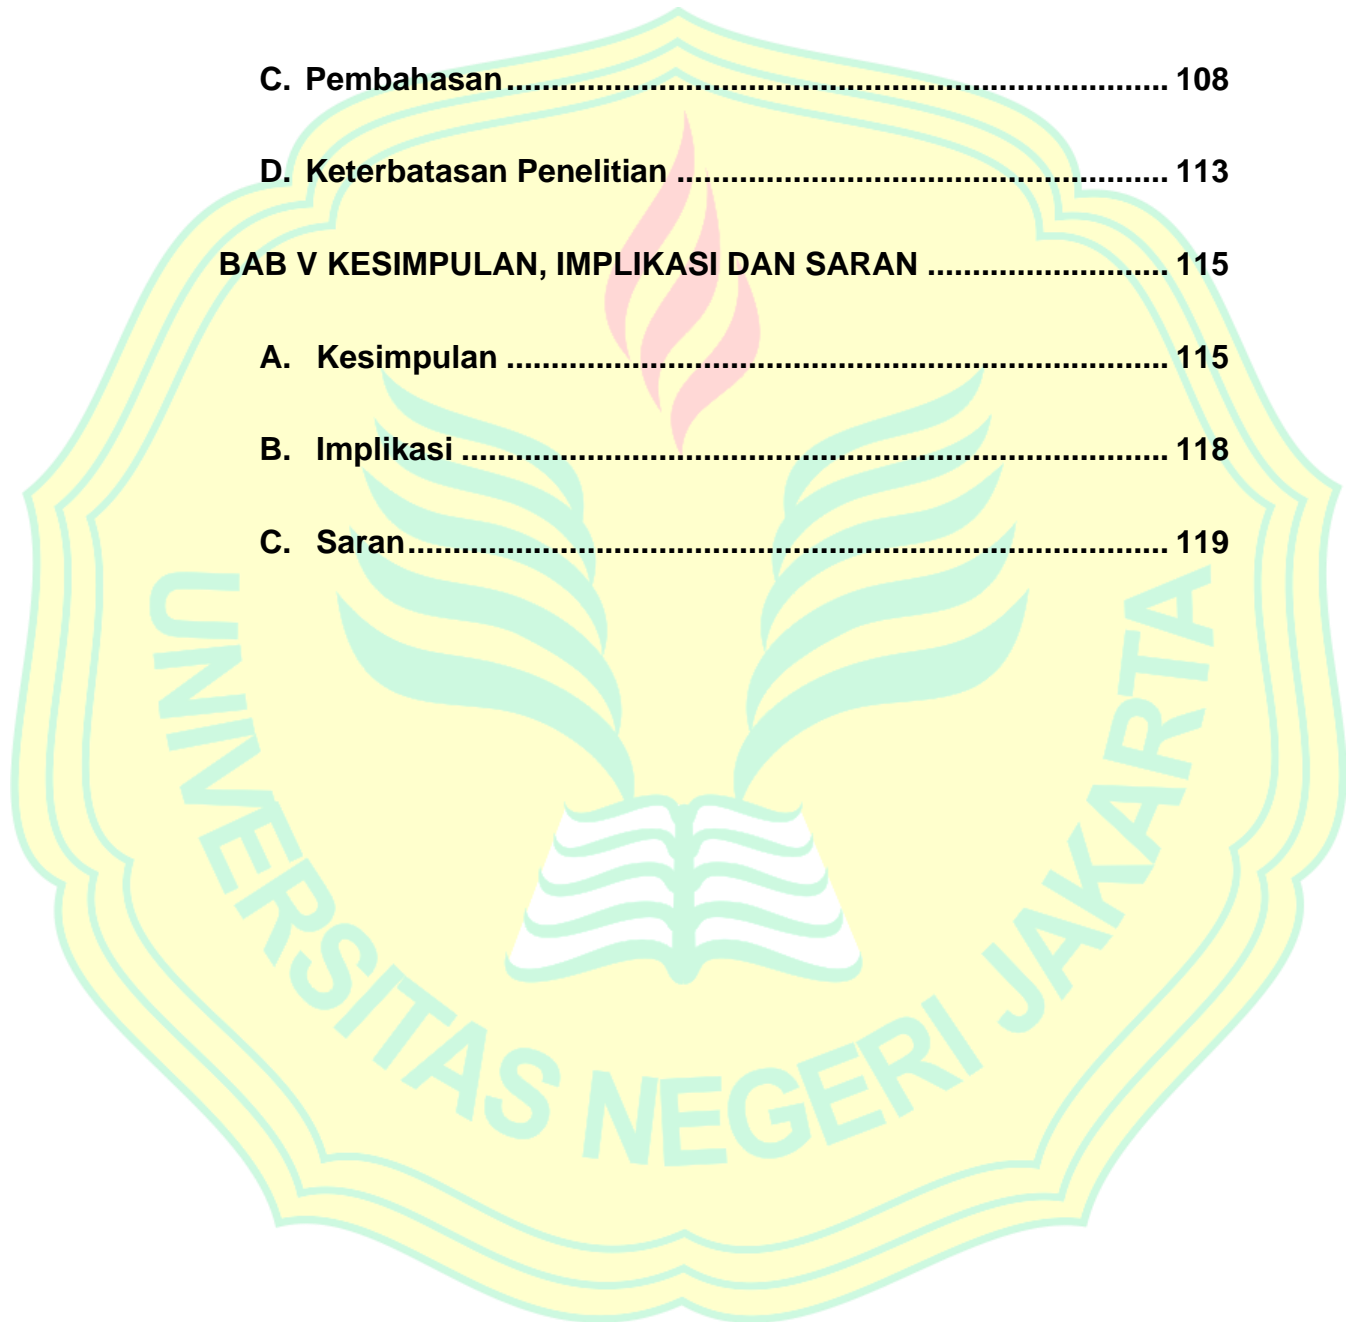 C. Pembahasan........................................................................... 108
D. Keterbatasan Penelitian ....................................................... 113
BAB V KESIMPULAN, IMPLIKASI DAN SARAN ........................... 115
A. Kesimpulan ........................................................................... 115
B. Implikasi ................................................................................ 118
C. Saran...................................................................................... 119
UNIVERSITAS NEGERI JAKARTA